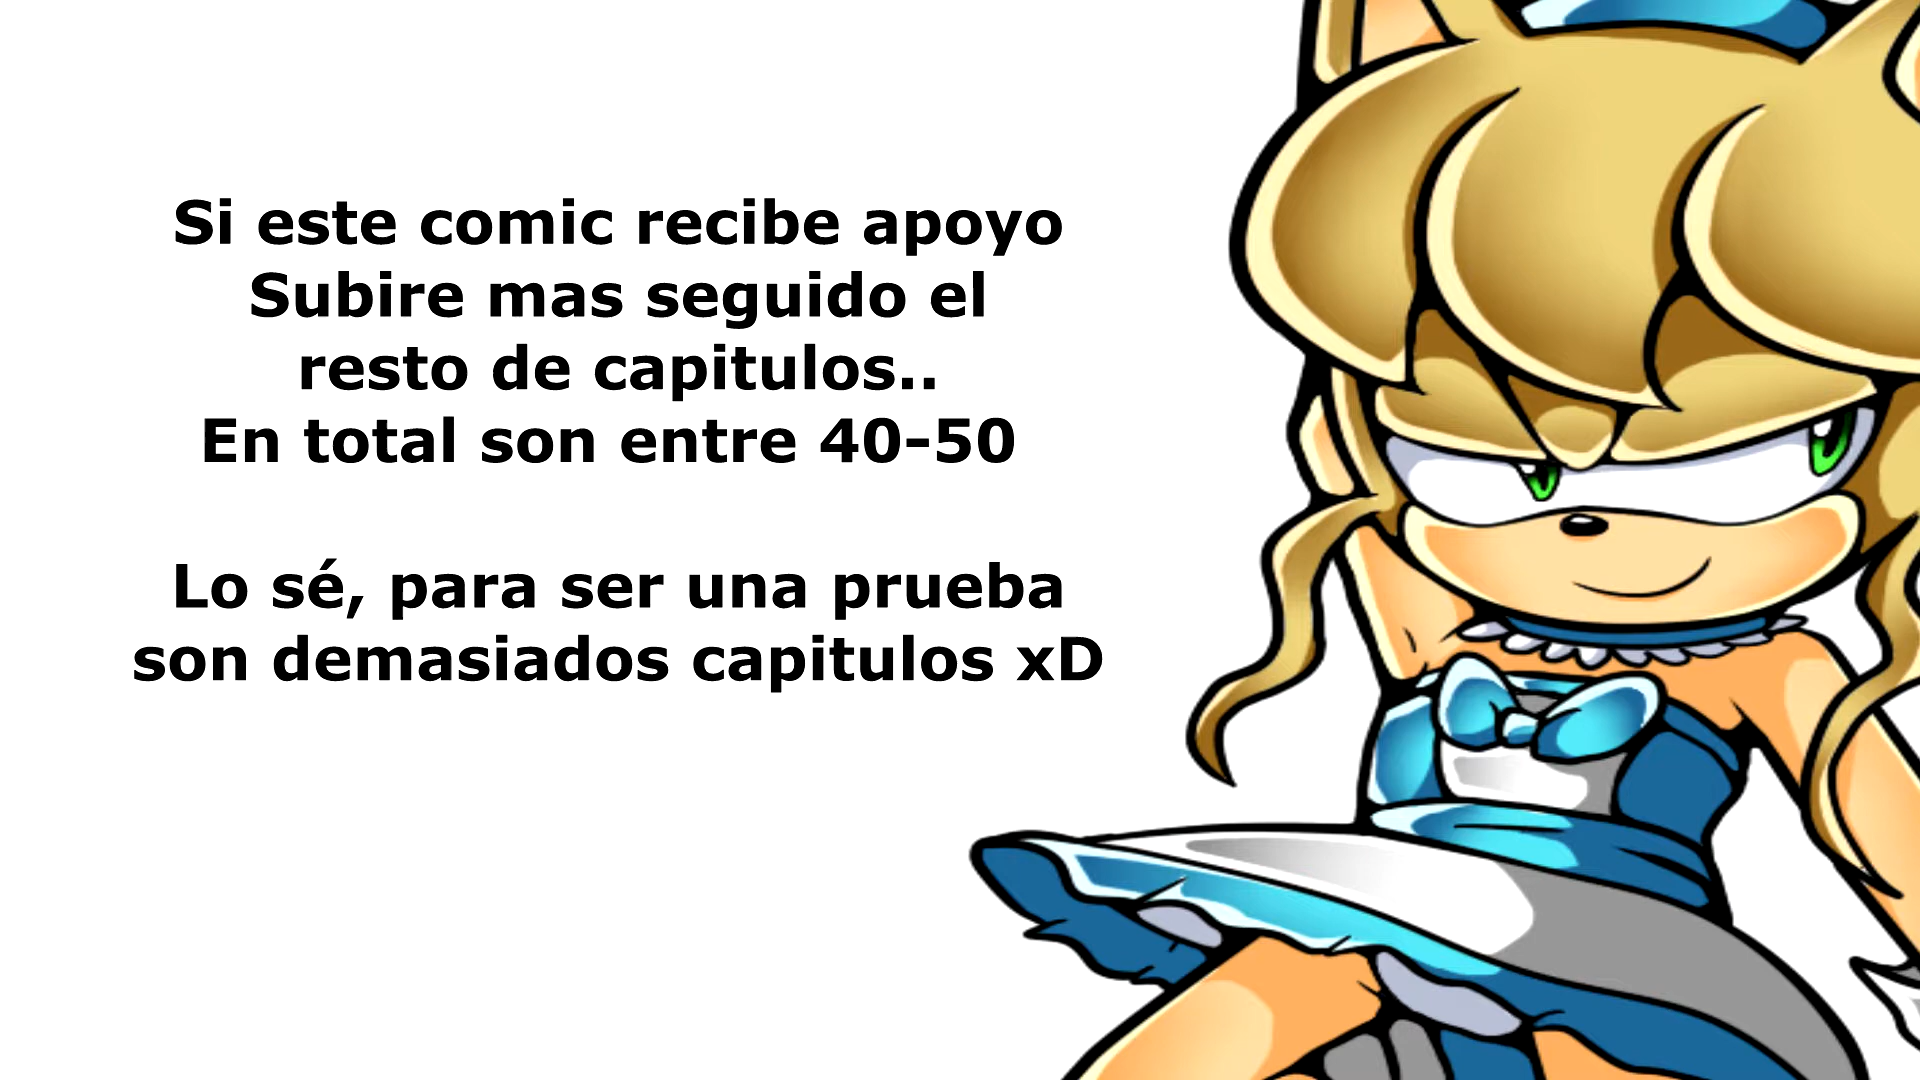 Si este comic recibe apoyo
Subire mas seguido el
resto de capitulos..
En total son entre 40-50
Lo sé, para ser una prueba
son demasiados capitulos xD